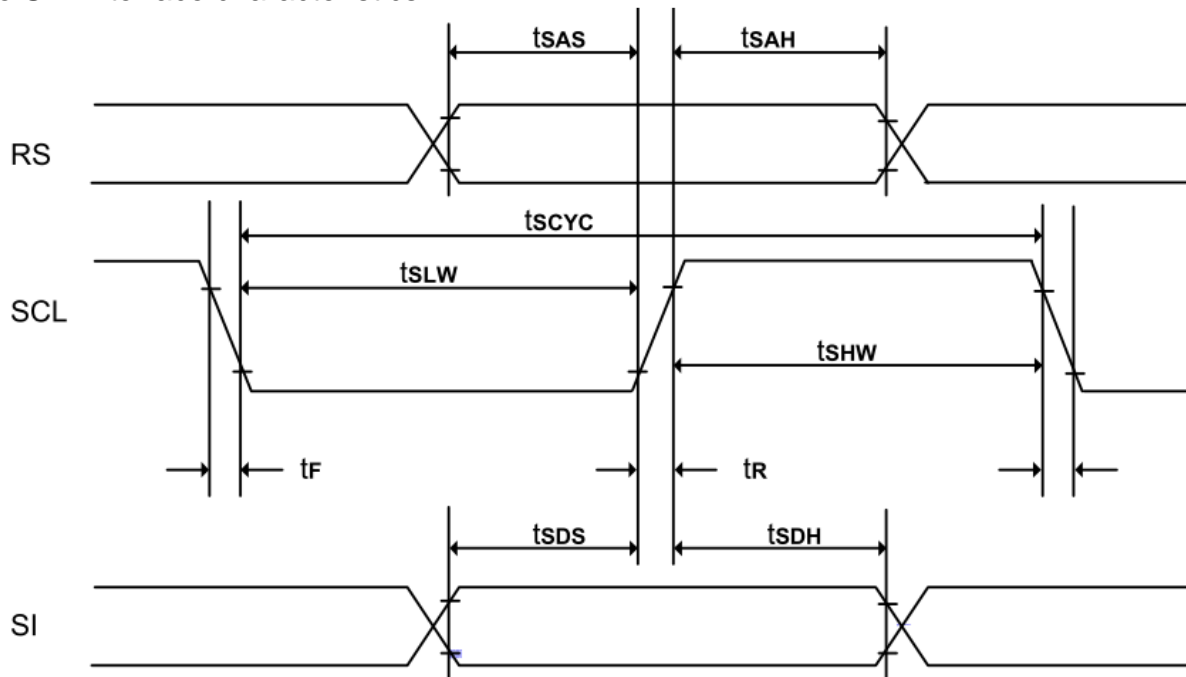 tSAS tSAH
RS
tSCYC
tSLW
SCL
tSHW
tF tR
tSDS tSDH
SI